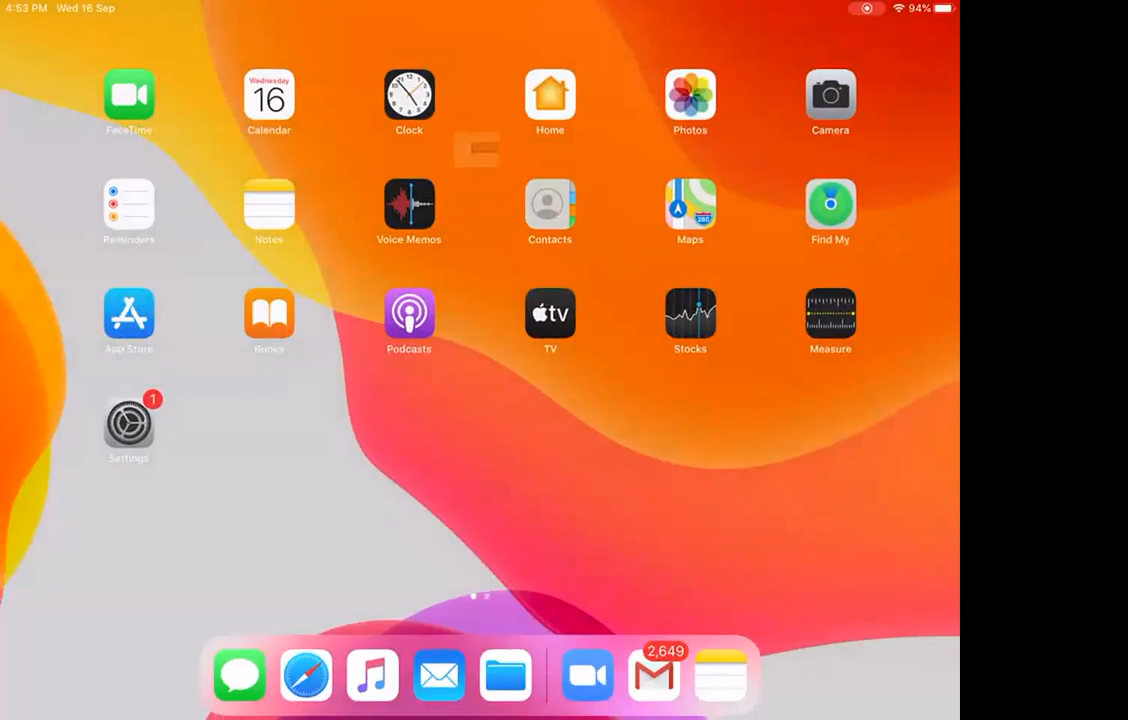 4:53 PM Wed 16 Sep 94%
FaceTime
Wednesday
16
Calendar
Clock
Home
Photos
Camera
Reminders
Notes
Voice Memos
Contacts
280
Maps
Find My
App Store
Books
Podcasts
tv
TV
Stocks
Measure
1
Settings
2,649